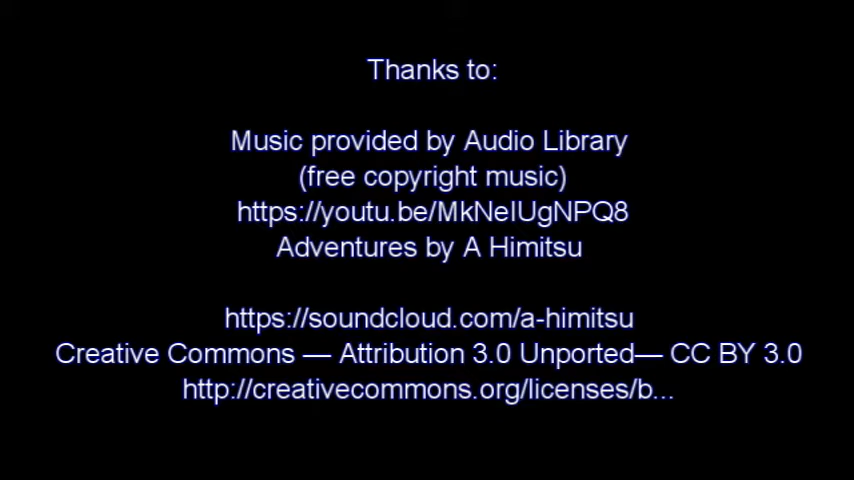 Thanks to:
Music provided by Audio Library
(free copyright music)
https://youtu.be/MkNeIUgNPQ8
Adventures by A Himitsu
https://soundcloud.com/a-himitsu
Creative Commons — Attribution 3.0 Unported— CC BY 3.0
http://creativecommons.org/licenses/b...